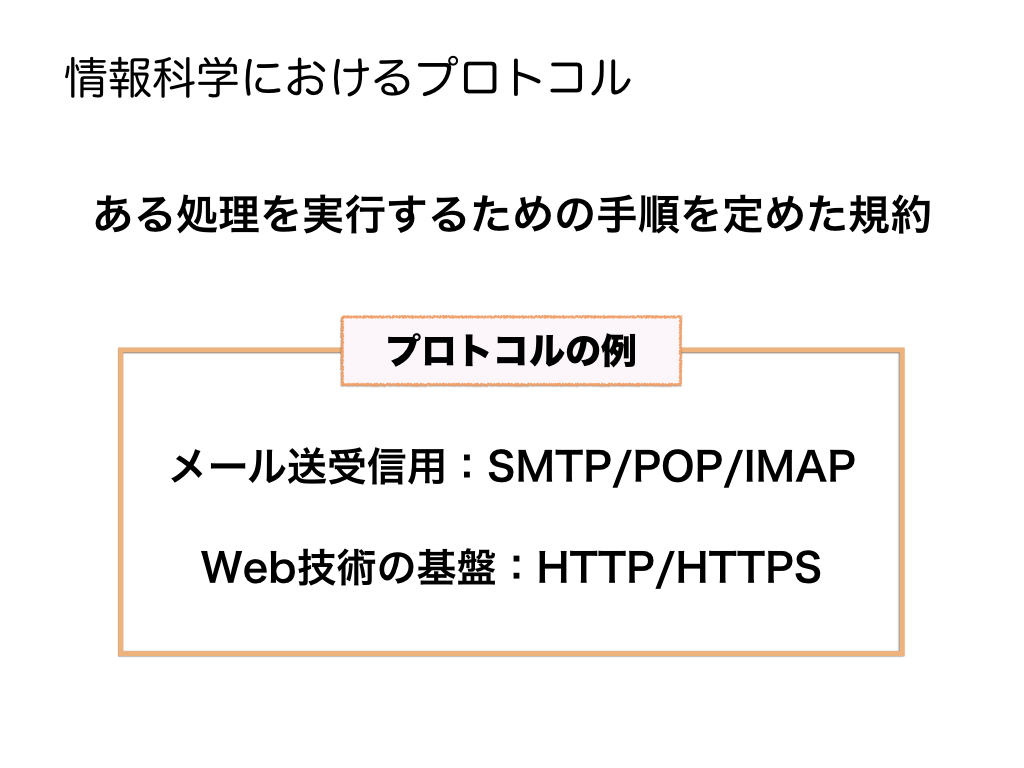 情報科学におけるプロトコル
ある処理を実行するための手順を定めた規約
プロトコルの例
メール送受信用：SMTP/POP/IMAP
Web技術の基盤：HTTP/HTTPS